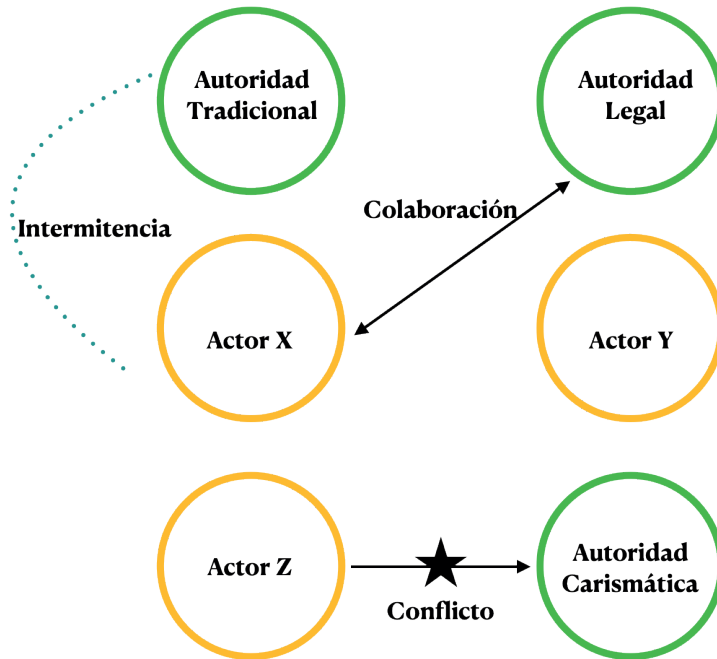 Autoridad
Tradicional
Autoridad
Legal
Colaboración
Intermitencia
Actor X
Actor Y
Actor Z
Conflicto
Autoridad
Carismática